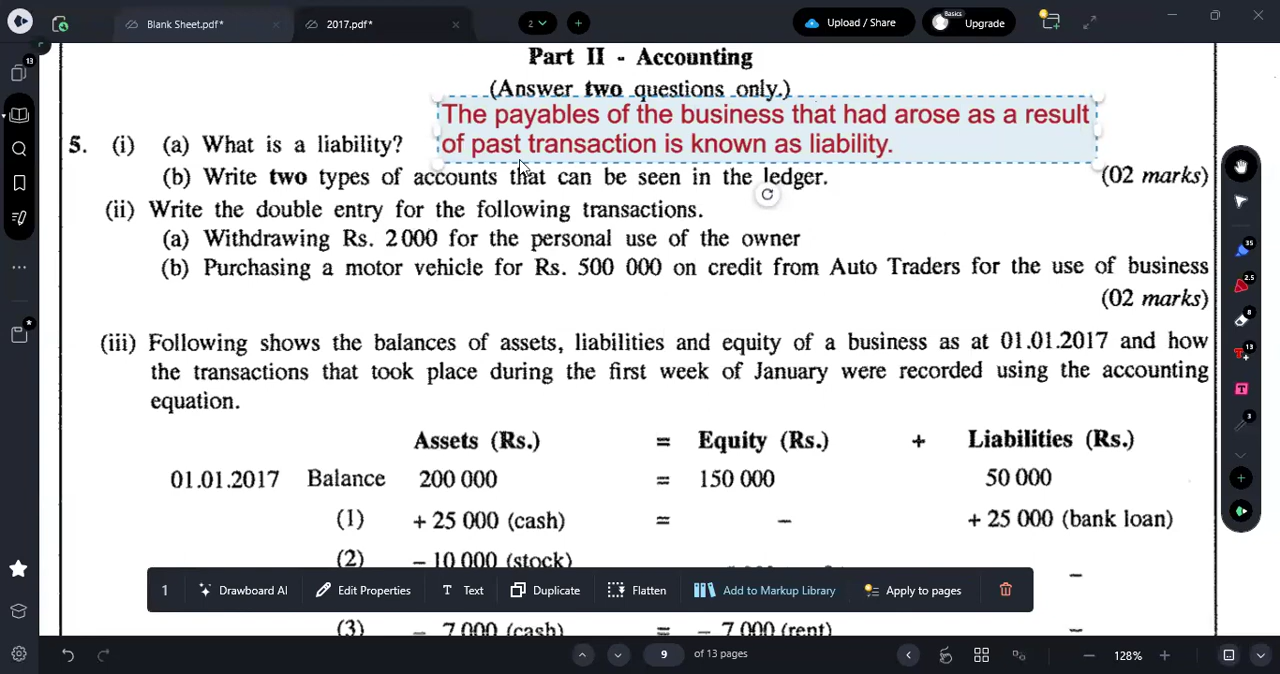 Blank Sheet.pdf*
2017.pdf*
2
Upload / Share
Basics
Upgrade
13
Part II - Accounting
(Answer two questions only.)
The payables of the business that had arose as a result
of past transaction is known as liability.
5. (i) (a) What is a liability?
(b) Write two types of accounts that can be seen in the ledger. (02 marks)
(ii) Write the double entry for the following transactions.
(a) Withdrawing Rs. 2 000 for the personal use of the owner
(b) Purchasing a motor vehicle for Rs. 500 000 on credit from Auto Traders for the use of business
(02 marks)
35
2.5
8
13
3
(iii) Following shows the balances of assets, liabilities and equity of a business as at 01.01.2017 and how
the transactions that took place during the first week of January were recorded using the accounting
equation.
Assets (Rs.) = Equity (Rs.) + Liabilities (Rs.)
01.01.2017 Balance 200 000 = 150 000 50 000
(1) + 25 000 (cash) = – + 25 000 (bank loan)
(2) – 10 000 (stock) –
1 Drawboard AI Edit Properties T Text Duplicate Flatten Add to Markup Library Apply to pages
(3) – 7 000 (cash) = – 7 000 (rent) –
9 of 13 pages
128%